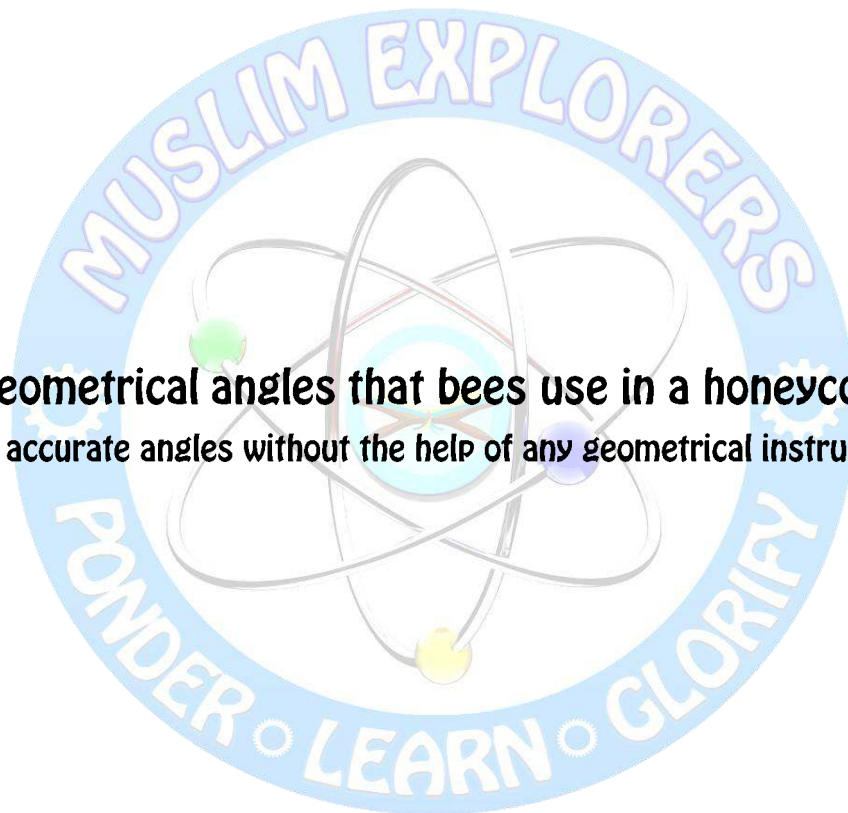 MUSLIM EXPLORERS
eometrical angles that bees use in a honeyco
accurate angles without the help of any geometrical instru
PONDER LEARN GLORIFY